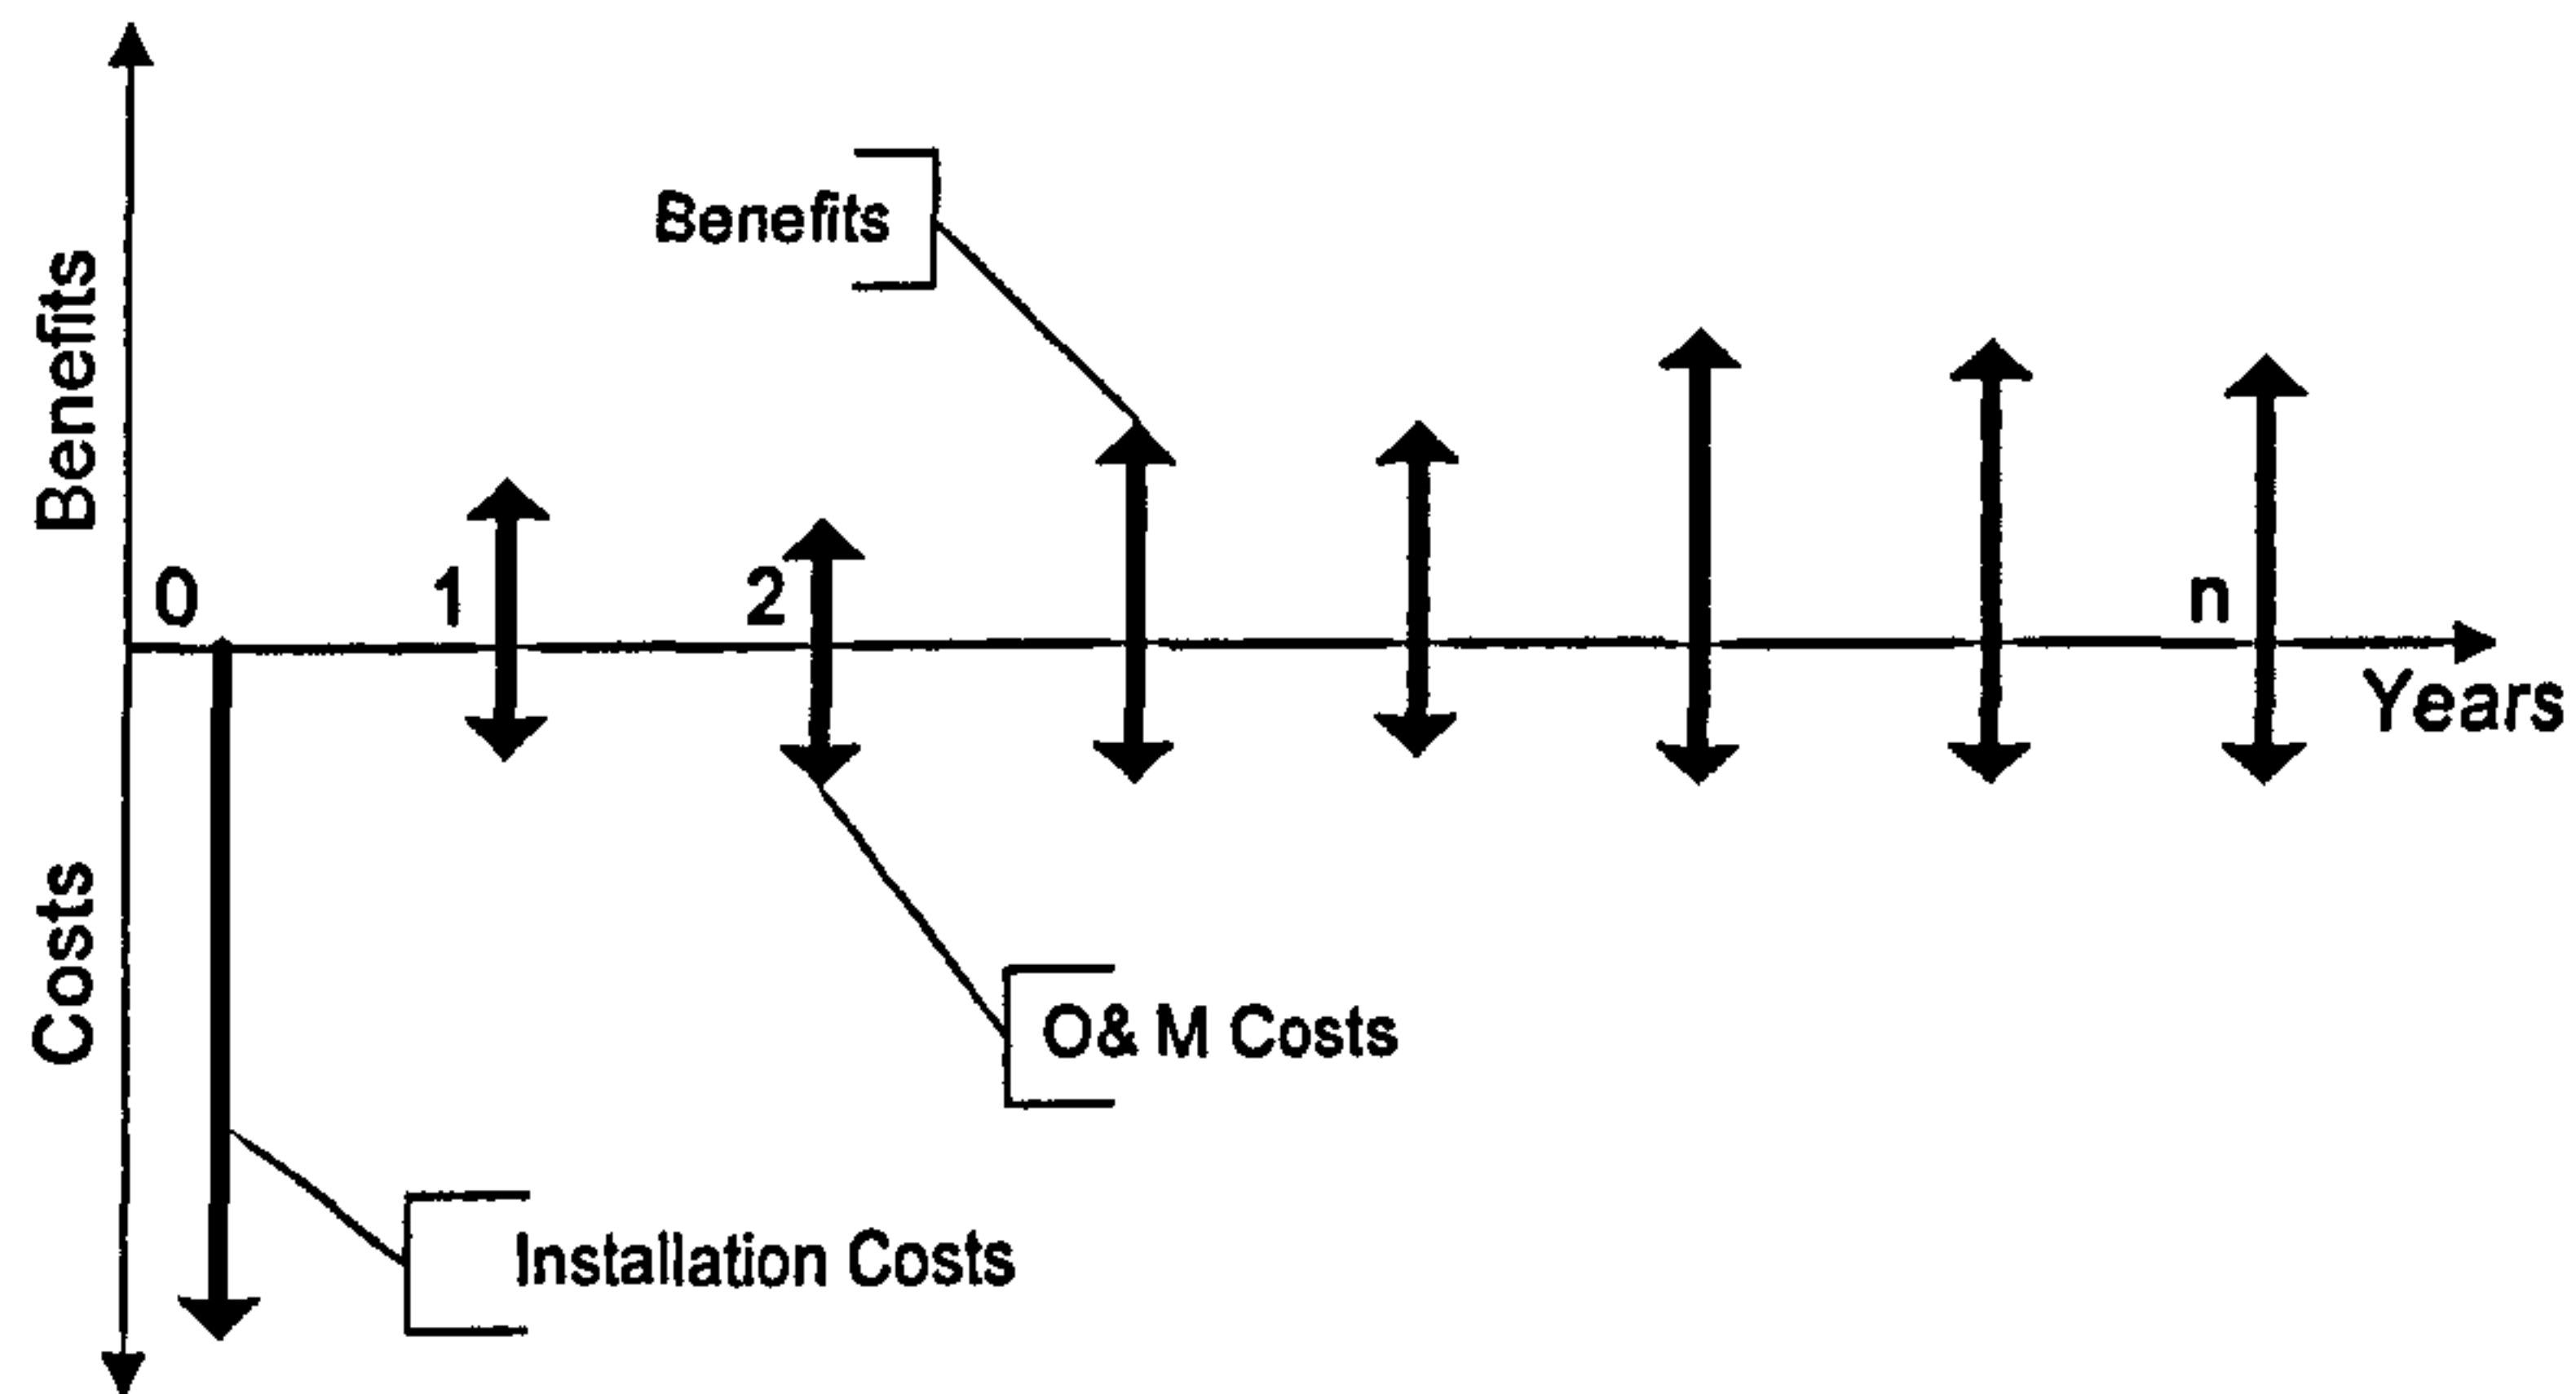 Benefits
Benefits
0
1
2
n
Years
Costs
O& M Costs
Installation Costs